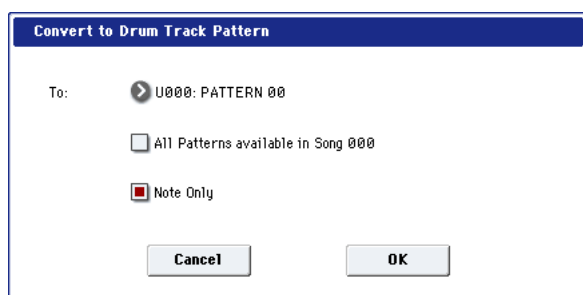 Convert to Drum Track Pattern
To: U000: PATTERN 00
All Patterns available in Song 000
Note Only
Cancel OK